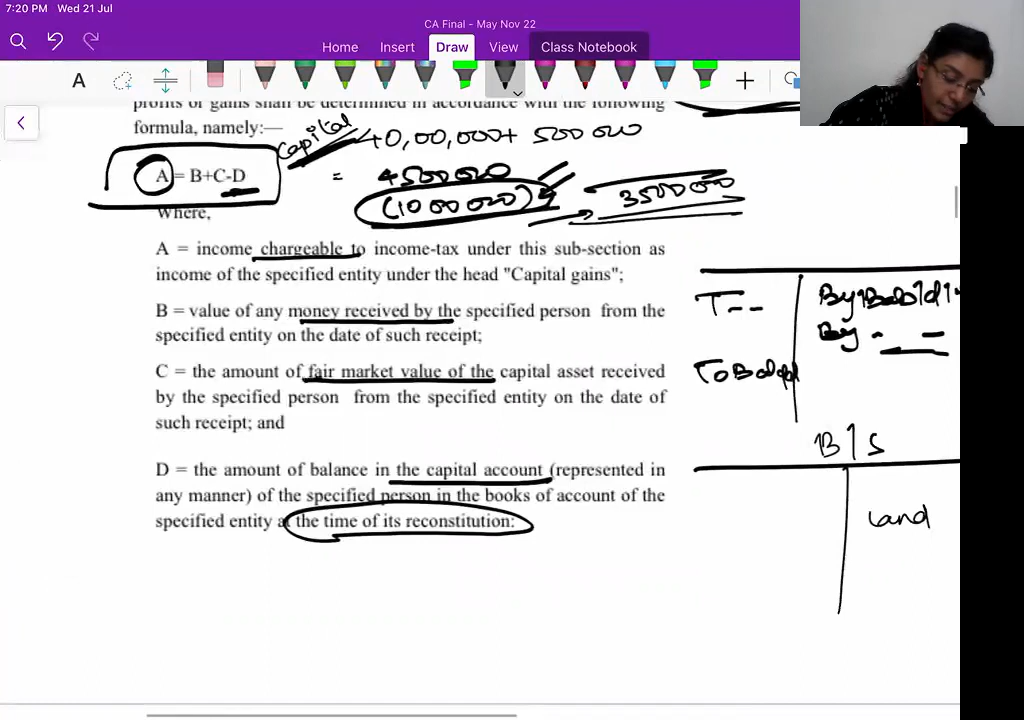 7:20 PM Wed 21 Jul
CA Final - May Nov 22
Home Insert Draw View Class Notebook
A
profits or gains shall be determined in accordance with the following
formula, namely:—
Capital
40,00,000+ 500000
A = B+C-D
= 4500000
(1000000)
3500000
Where,
A = income chargeable to income-tax under this sub-section as
income of the specified entity under the head "Capital gains";
B = value of any money received by the specified person from the
specified entity on the date of such receipt;
C = the amount of fair market value of the capital asset received
by the specified person from the specified entity on the date of
such receipt; and
D = the amount of balance in the capital account (represented in
any manner) of the specified person in the books of account of the
specified entity at the time of its reconstitution:
T--
By
By - -
To
B/S
Land